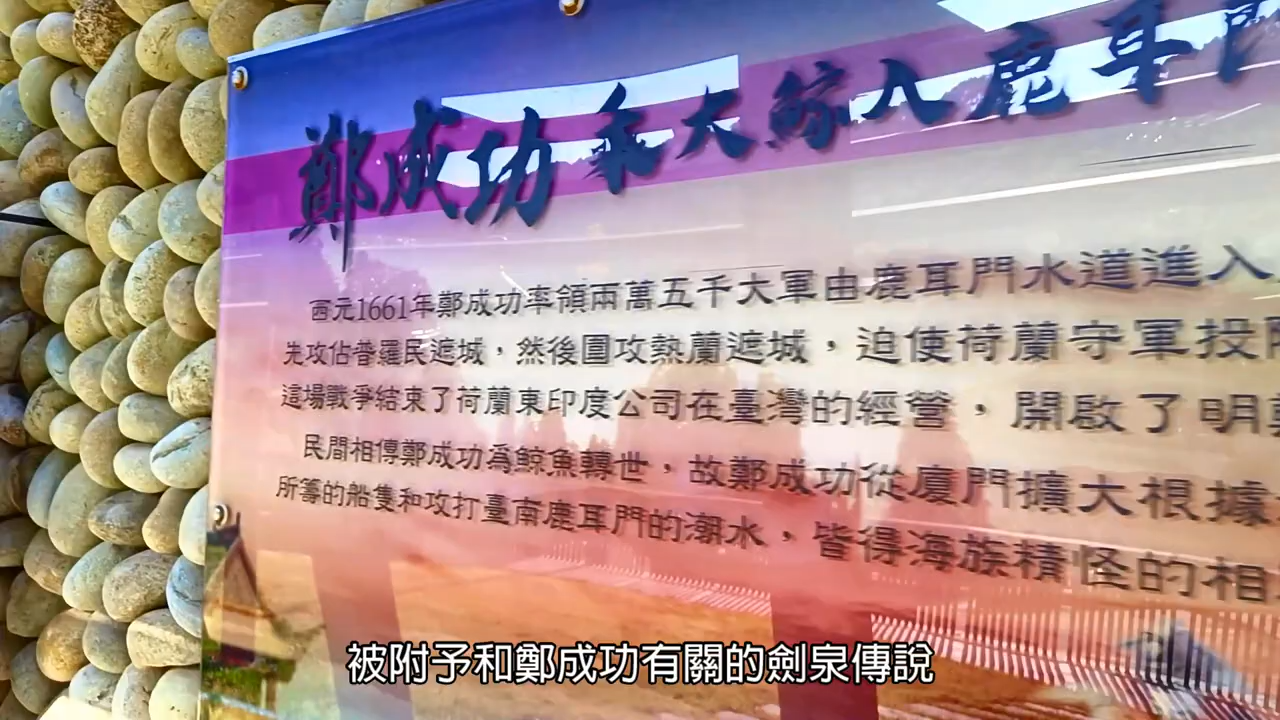 鄭成功乘大鯨入鹿耳門
西元1661年鄭成功率領兩萬五千大軍由鹿耳門水道進入
先攻佔普羅民遮城，然後圍攻熱蘭遮城，迫使荷蘭守軍投降
這場戰爭結束了荷蘭東印度公司在臺灣的經營，開啟了明鄭
民間相傳鄭成功為鯨魚轉世，故鄭成功從廈門擴大根據
所籌的船隻和攻打臺南鹿耳門的潮水，皆得海族精怪的相
被附予和鄭成功有關的劍泉傳說